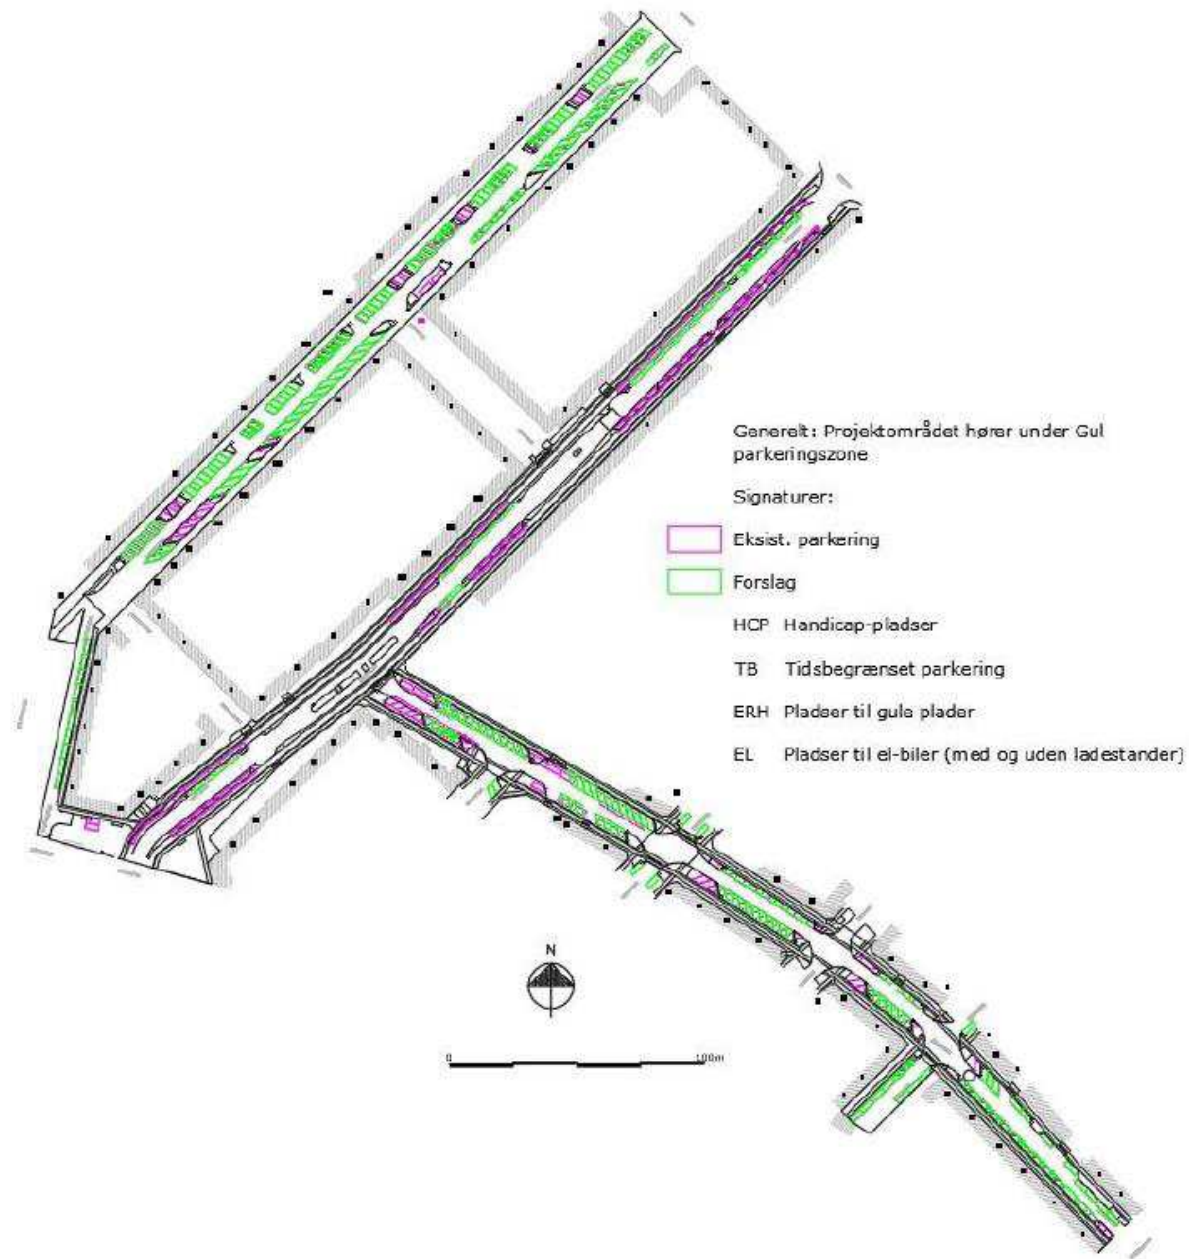 Generelt: Projektområdet hører under Gul
parkeringszone
Signaturer:
Eksist. parkering
Forslag
HCP Handicap-pladser
TB Tidsbegrænset parkering
ERH Pladser til gule plader
EL Pladser til el-biler (med og uden ladestander)
N
0 100m